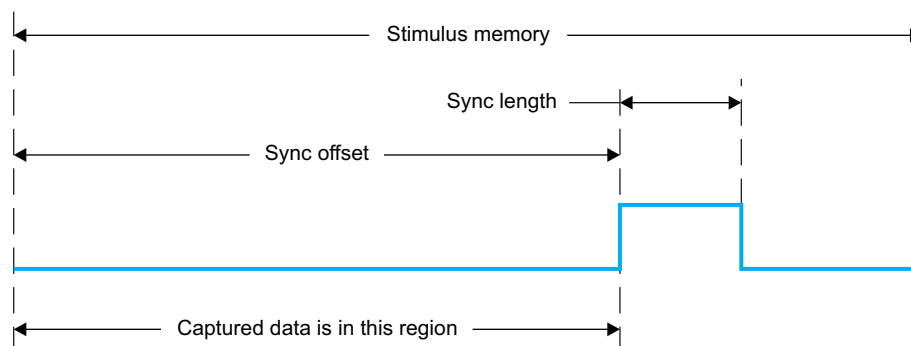 Stimulus memory
Sync length
Sync offset
Captured data is in this region